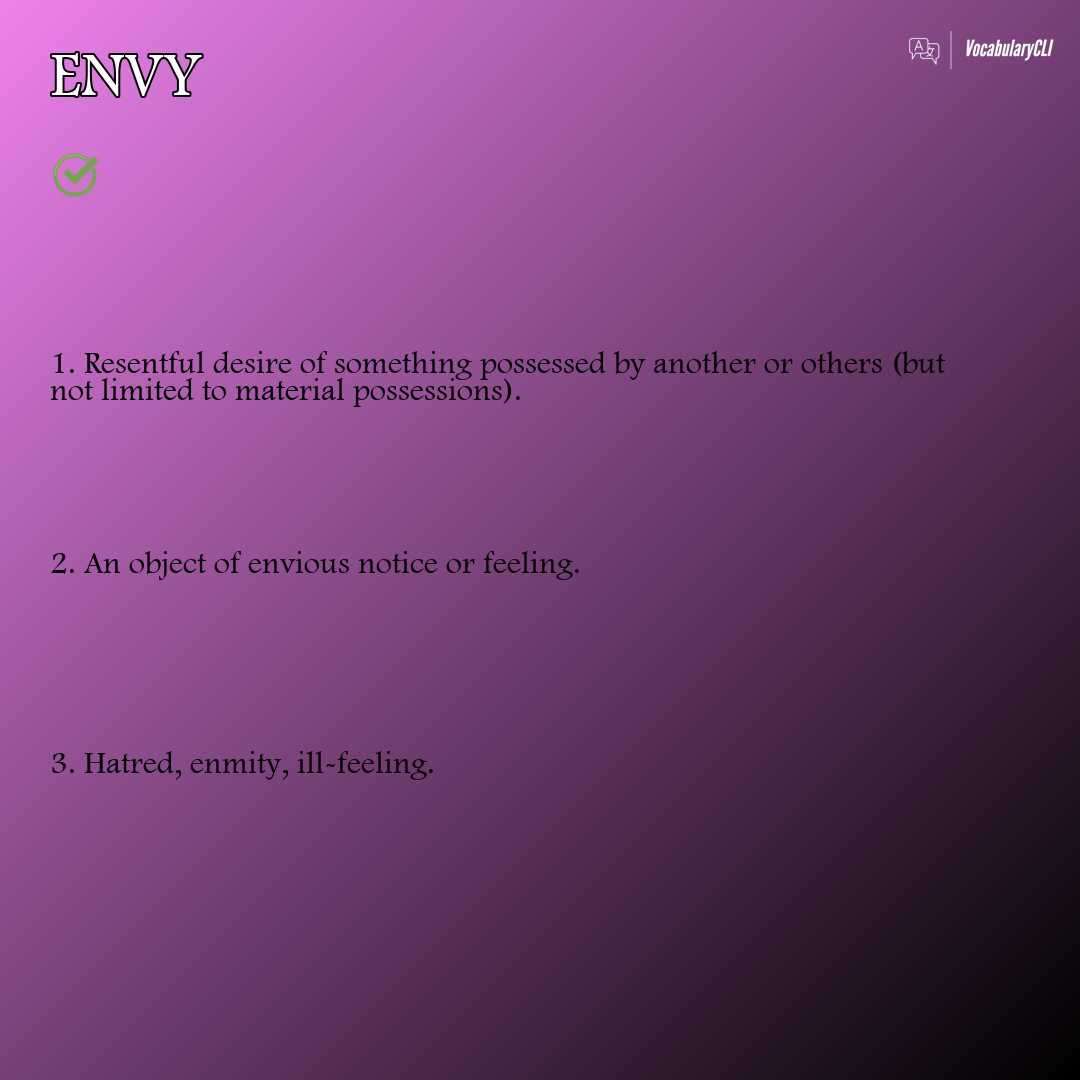 ENVY
VocabularyCLI
1. Resentful desire of something possessed by another or others (but
not limited to material possessions).
2. An object of envious notice or feeling.
3. Hatred, enmity, ill-feeling.